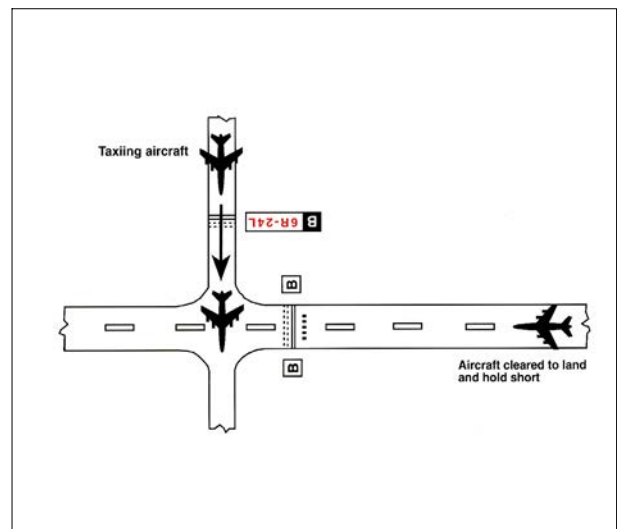 Taxiing aircraft
6R-24L B
B
B
Aircraft cleared to land
and hold short